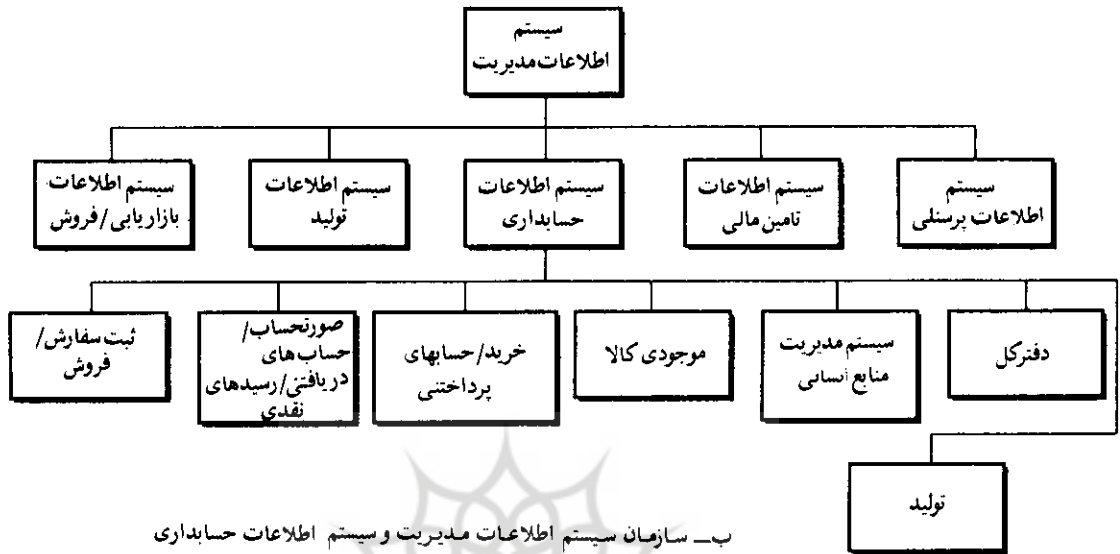 سیستم
اطلاعات مدیریت
سیستم
اطلاعات پرسنلی
سیستم اطلاعات
تامین مالی
سیستم اطلاعات
حسابداری
سیستم اطلاعات
تولید
سیستم اطلاعات
بازاریابی/فروش
دفترکل
سیستم مدیریت
منابع انسانی
موجودی کالا
خرید/حسابهای
پرداختنی
صورتحساب/
حساب‌های
دریافتنی/رسیدهای
نقدی
ثبت سفارش/
فروش
تولید
ب‌ـ سازمان سیستم اطلاعات مدیریت و سیستم اطلاعات حسابداری